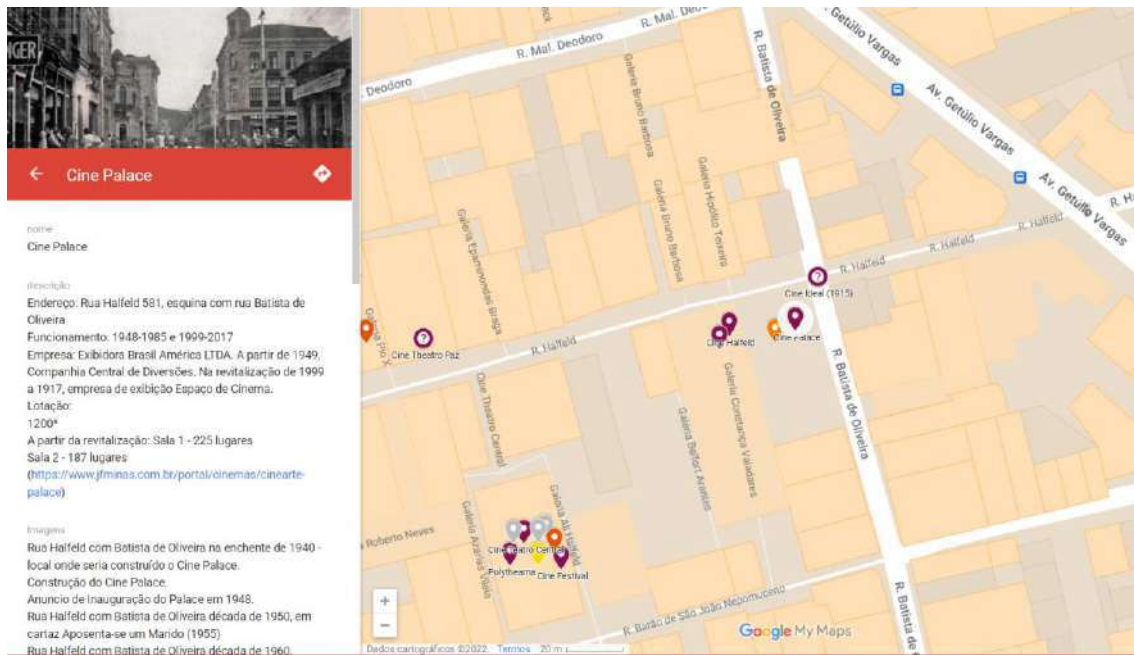 Cine Palace
nome
Cine Palace
descrição
Endereço: Rua Halfeld 581, esquina com rua Batista de
Oliveira
Funcionamento: 1948-1985 e 1999-2017
Empresa: Exibidora Brasil América LTDA. A partir de 1949,
Companhia Central de Diversões. Na revitalização de 1999
a 1917, empresa de exibição Espaço de Cinema.
Lotação:
1200*
A partir da revitalização: Sala 1 - 225 lugares
Sala 2 - 187 lugares
(https://www.jfminas.com.br/portal/cinemas/cinearte-
palace)
Imagens
Rua Halfeld com Batista de Oliveira na enchente de 1940 -
local onde seria construído o Cine Palace.
Construção do Cine Palace.
Anuncio de Inauguração do Palace em 1948.
Rua Halfeld com Batista de Oliveira década de 1950, em
cartaz Aposenta-se um Marido (1955)
Rua Halfeld com Batista de Oliveira década de 1960.
R. Mal. Deodoro
R. Mal.
Deodoro
R. Batista de Oliveira
Av. Getúlio Vargas
Av. Getúlio Vargas
Av. Getúlio Vargas
Galeria Bruno Barbosa
Galeria Bruno Barbosa
Galeria Hipólito Teixeira
Galeria Epaminondas Braga
Galeria Pio X
R. Halfeld
R. Halfeld
R. Halfeld
R. Halfeld
Cine Ideal (1915)
Cine Palace
Cine Halfeld
Cine Theatro Paz
Cine Theatro Central
Galeria Constança Valadares
Galeria Belfort Arantes
R. Batista de Oliveira
Galeria Ali Halfeld
Galeria Azarias Vilela
Roberto Neves
Cine Teatro Central
Polytheama
Cine Festival
R. Barão de São João Nepomuceno
R. Batista de
+
−
Google My Maps
Dados cartográficos ©2022
Termos
20 m